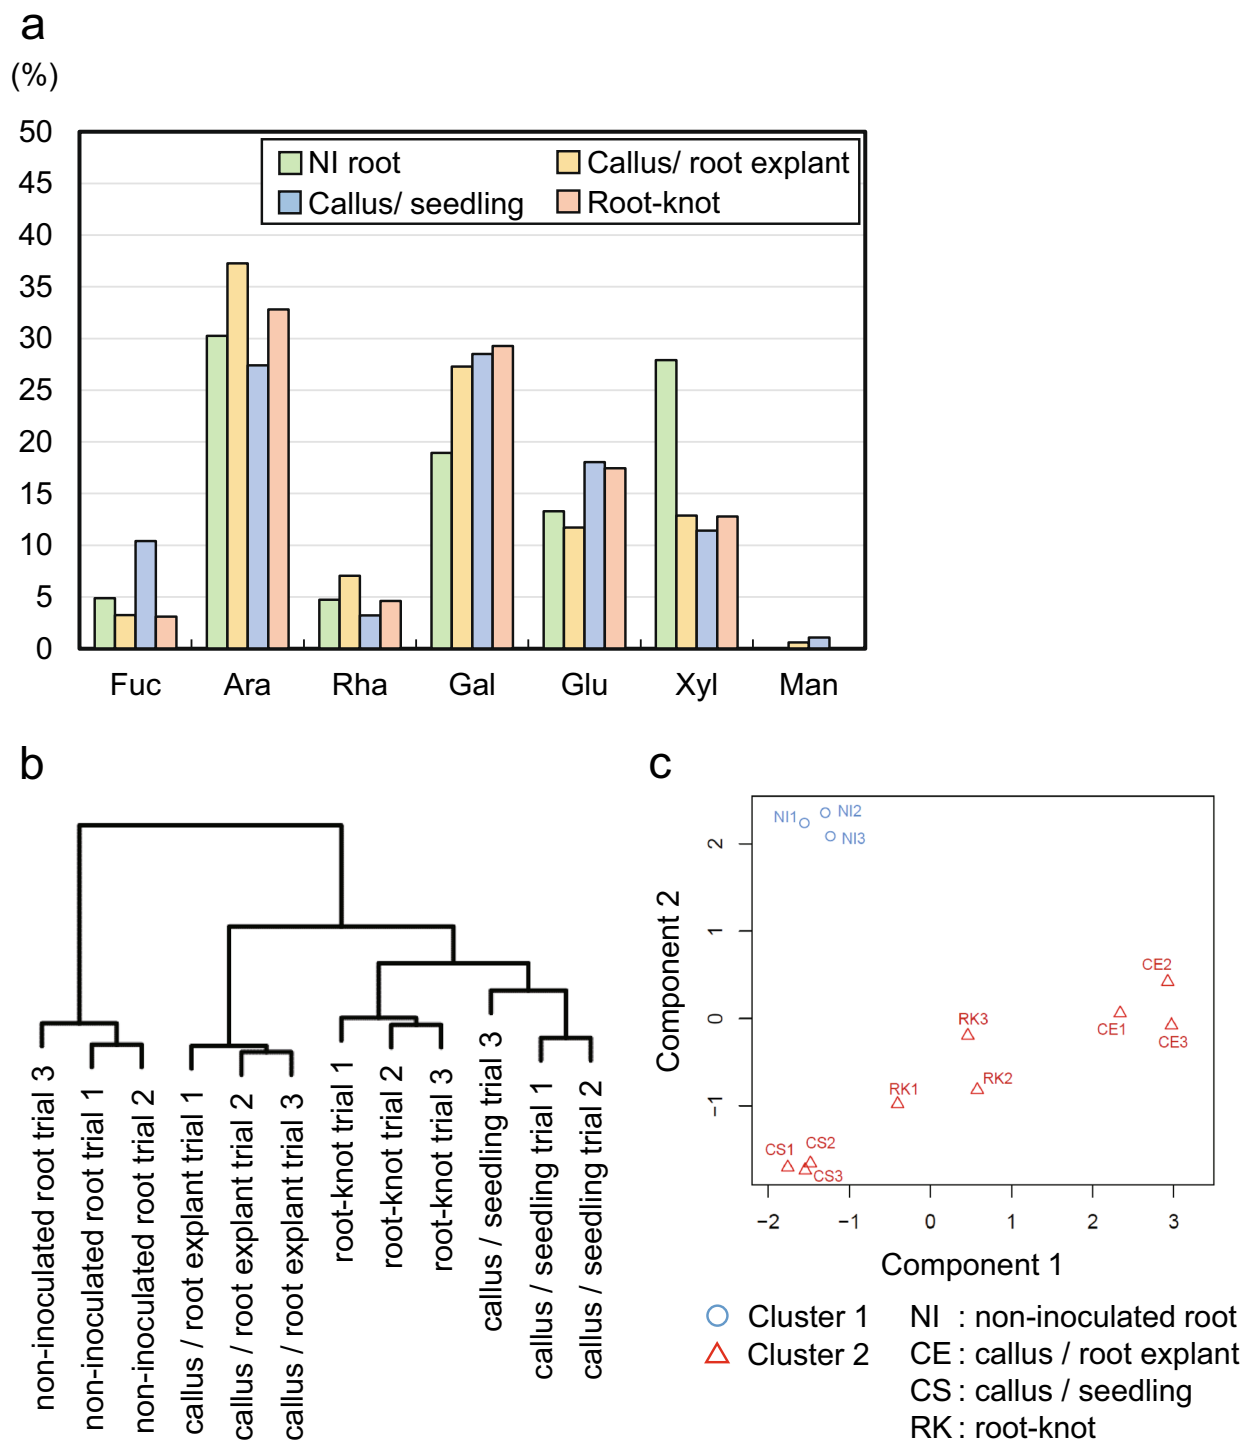 a
(%)
50
45
40
35
30
25
20
15
10
5
0
NI root
Callus/ root explant
Callus/ seedling
Root-knot
Fuc Ara Rha Gal Glu Xyl Man
b
non-inoculated root trial 3
non-inoculated root trial 1
non-inoculated root trial 2
callus / root explant trial 1
callus / root explant trial 2
callus / root explant trial 3
root-knot trial 1
root-knot trial 2
root-knot trial 3
callus / seedling trial 3
callus / seedling trial 1
callus / seedling trial 2
c
Component 2
2
1
0
−1
NI1
NI2
NI3
CE2
CE1
CE3
RK3
RK2
RK1
CS1
CS2
CS3
−2 −1 0 1 2 3
Component 1
Cluster 1
Cluster 2
NI : non-inoculated root
CE : callus / root explant
CS : callus / seedling
RK : root-knot